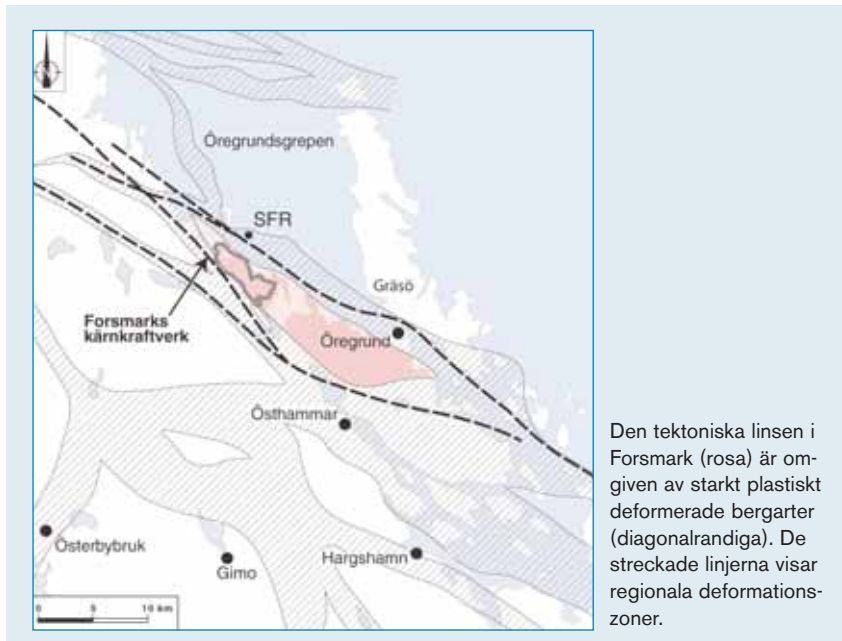 N
Öregrundsgrepen
SFR
Gräsö
Forsmarks
kärnkraftverk
Öregrund
Östhammar
Österbybruk
Gimo
Hargshamn
0 5 10 km
Den tektoniska linsen i
Forsmark (rosa) är om-
given av starkt plastiskt
deformerade bergarter
(diagonalrandiga). De
streckade linjerna visar
regionala deformations-
zoner.